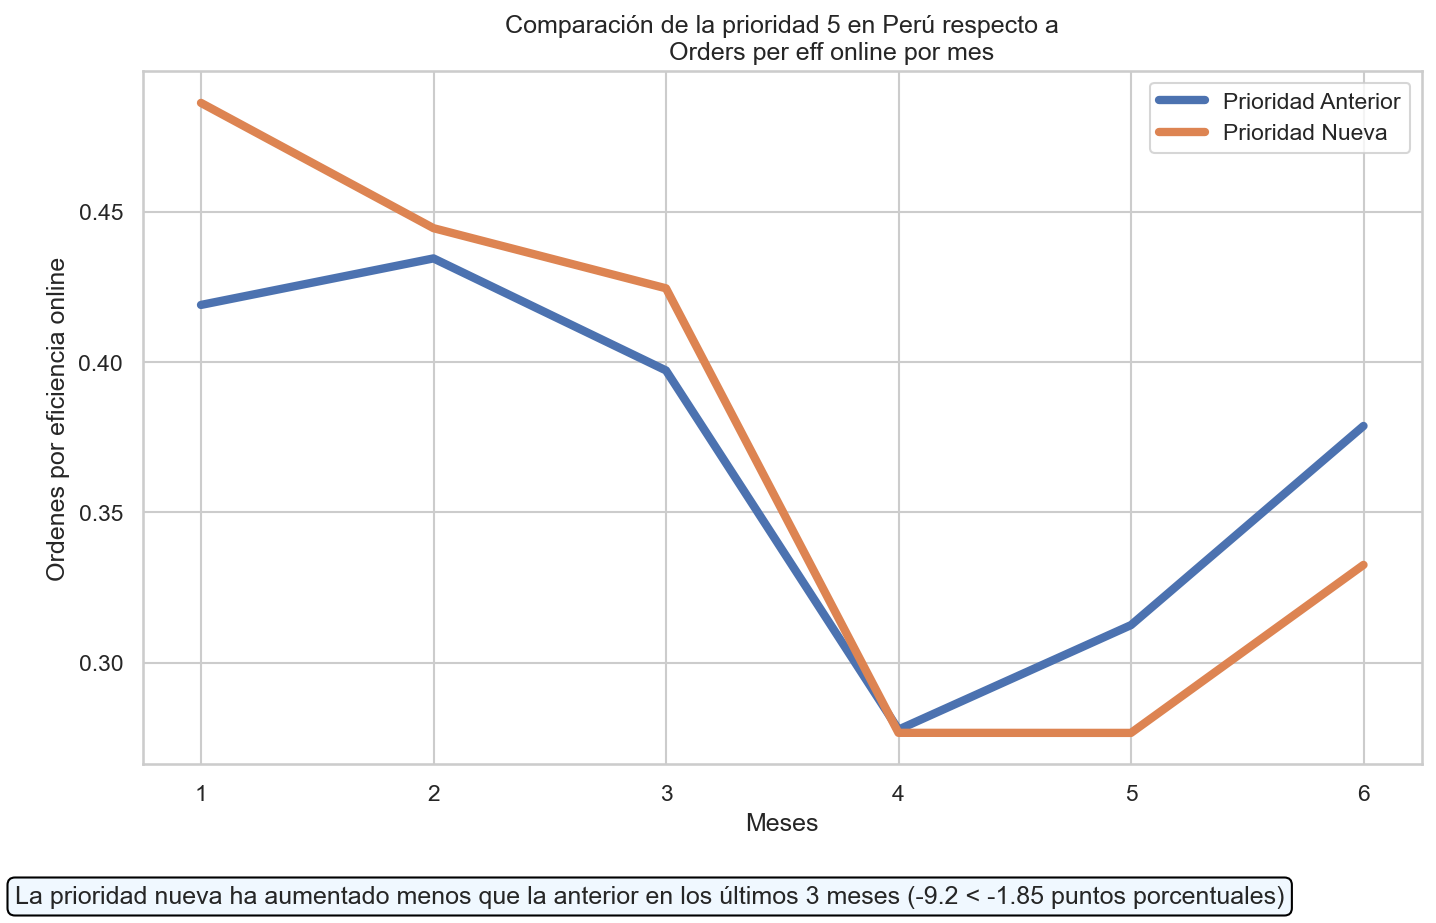 Comparación de la prioridad 5 en Perú respecto a
Orders per eff online por mes
Prioridad Anterior
Prioridad Nueva
Ordenes por eficiencia online
0.45
0.40
0.35
0.30
1 2 3 4 5 6
Meses
La prioridad nueva ha aumentado menos que la anterior en los últimos 3 meses (-9.2 < -1.85 puntos porcentuales)